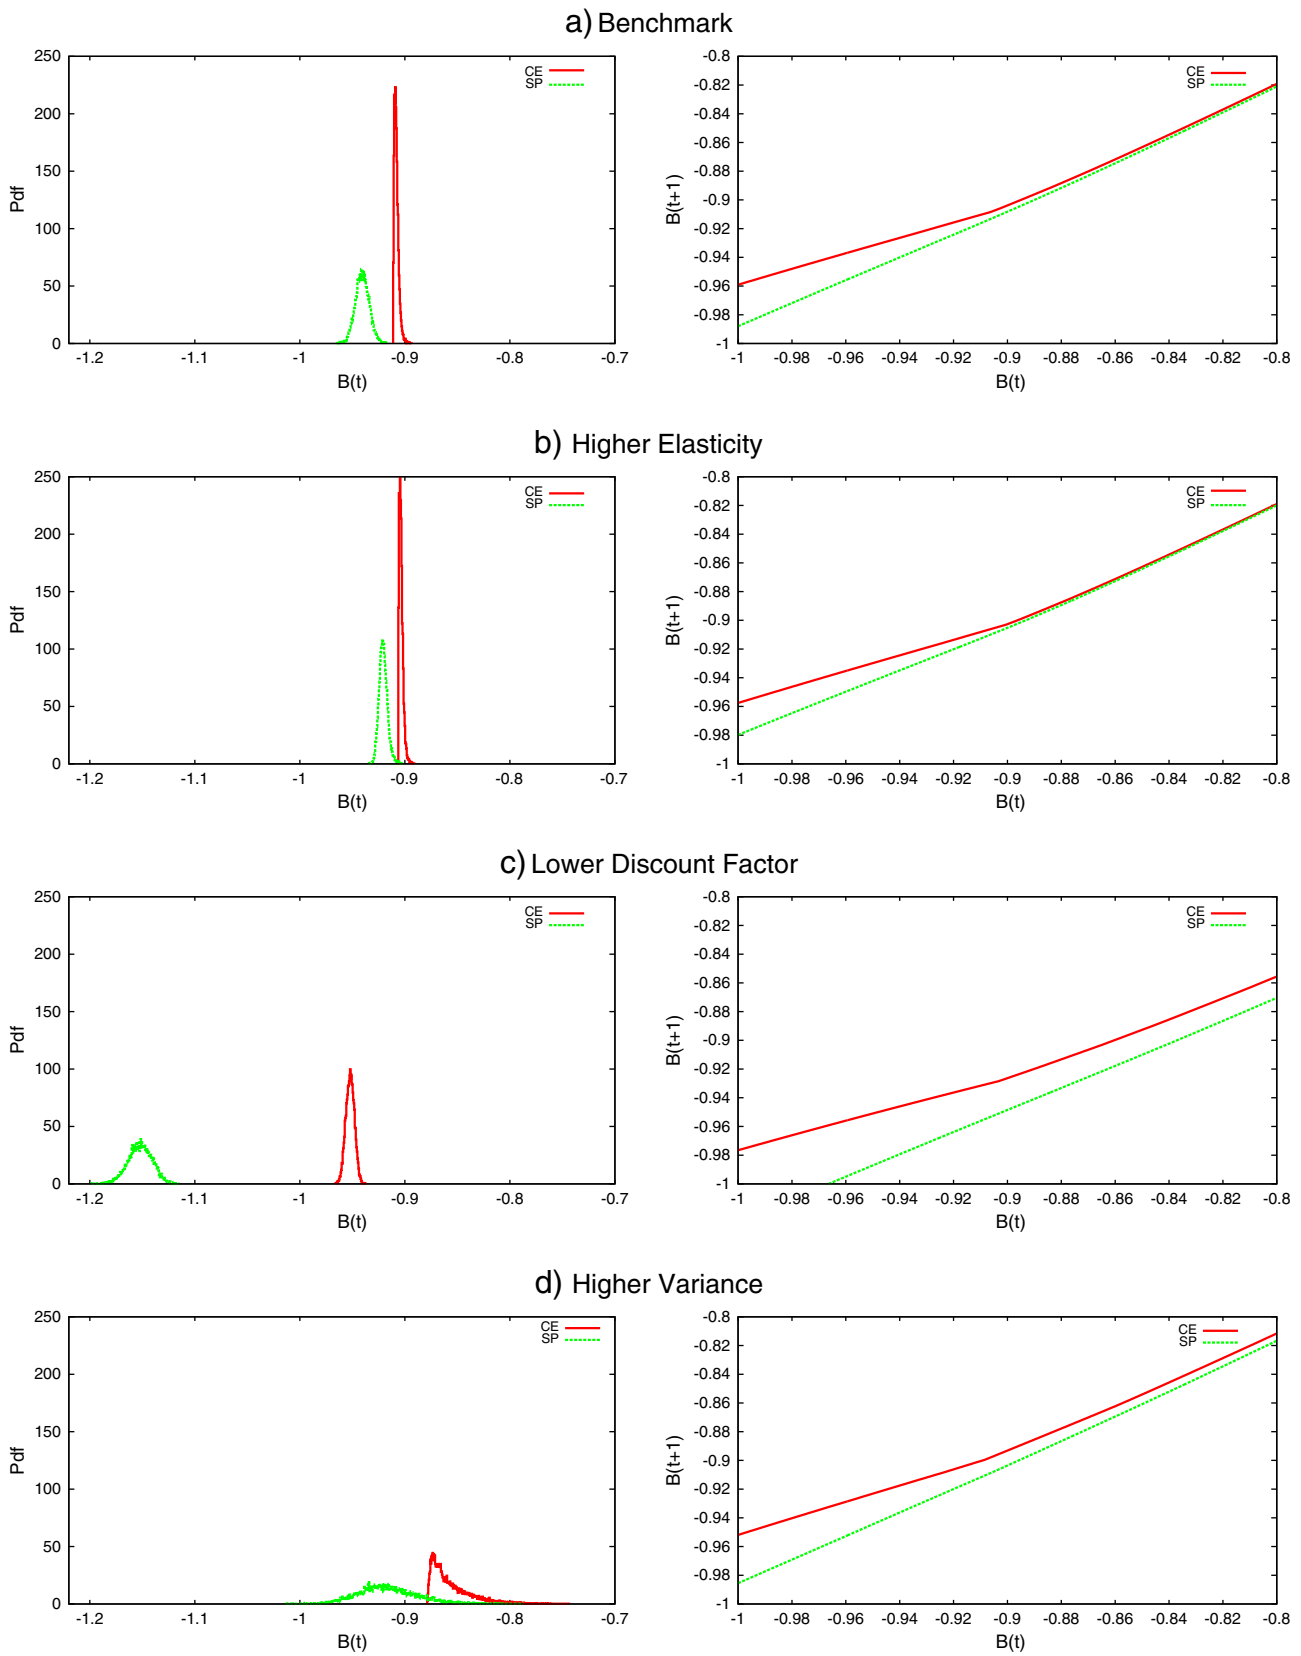 a) Benchmark
250
200
150
100
50
0
Pdf
-1.2 -1.1 -1 -0.9 -0.8 -0.7
B(t)
CE
SP
-0.8
-0.82
-0.84
-0.86
-0.88
-0.9
-0.92
-0.94
-0.96
-0.98
-1
B(t+1)
-1 -0.98 -0.96 -0.94 -0.92 -0.9 -0.88 -0.86 -0.84 -0.82 -0.8
B(t)
CE
SP
b) Higher Elasticity
250
200
150
100
50
0
Pdf
-1.2 -1.1 -1 -0.9 -0.8 -0.7
B(t)
CE
SP
-0.8
-0.82
-0.84
-0.86
-0.88
-0.9
-0.92
-0.94
-0.96
-0.98
-1
B(t+1)
-1 -0.98 -0.96 -0.94 -0.92 -0.9 -0.88 -0.86 -0.84 -0.82 -0.8
B(t)
CE
SP
c) Lower Discount Factor
250
200
150
100
50
0
Pdf
-1.2 -1.1 -1 -0.9 -0.8 -0.7
B(t)
CE
SP
-0.8
-0.82
-0.84
-0.86
-0.88
-0.9
-0.92
-0.94
-0.96
-0.98
-1
B(t+1)
-1 -0.98 -0.96 -0.94 -0.92 -0.9 -0.88 -0.86 -0.84 -0.82 -0.8
B(t)
CE
SP
d) Higher Variance
250
200
150
100
50
0
Pdf
-1.2 -1.1 -1 -0.9 -0.8 -0.7
B(t)
CE
SP
-0.8
-0.82
-0.84
-0.86
-0.88
-0.9
-0.92
-0.94
-0.96
-0.98
-1
B(t+1)
-1 -0.98 -0.96 -0.94 -0.92 -0.9 -0.88 -0.86 -0.84 -0.82 -0.8
B(t)
CE
SP